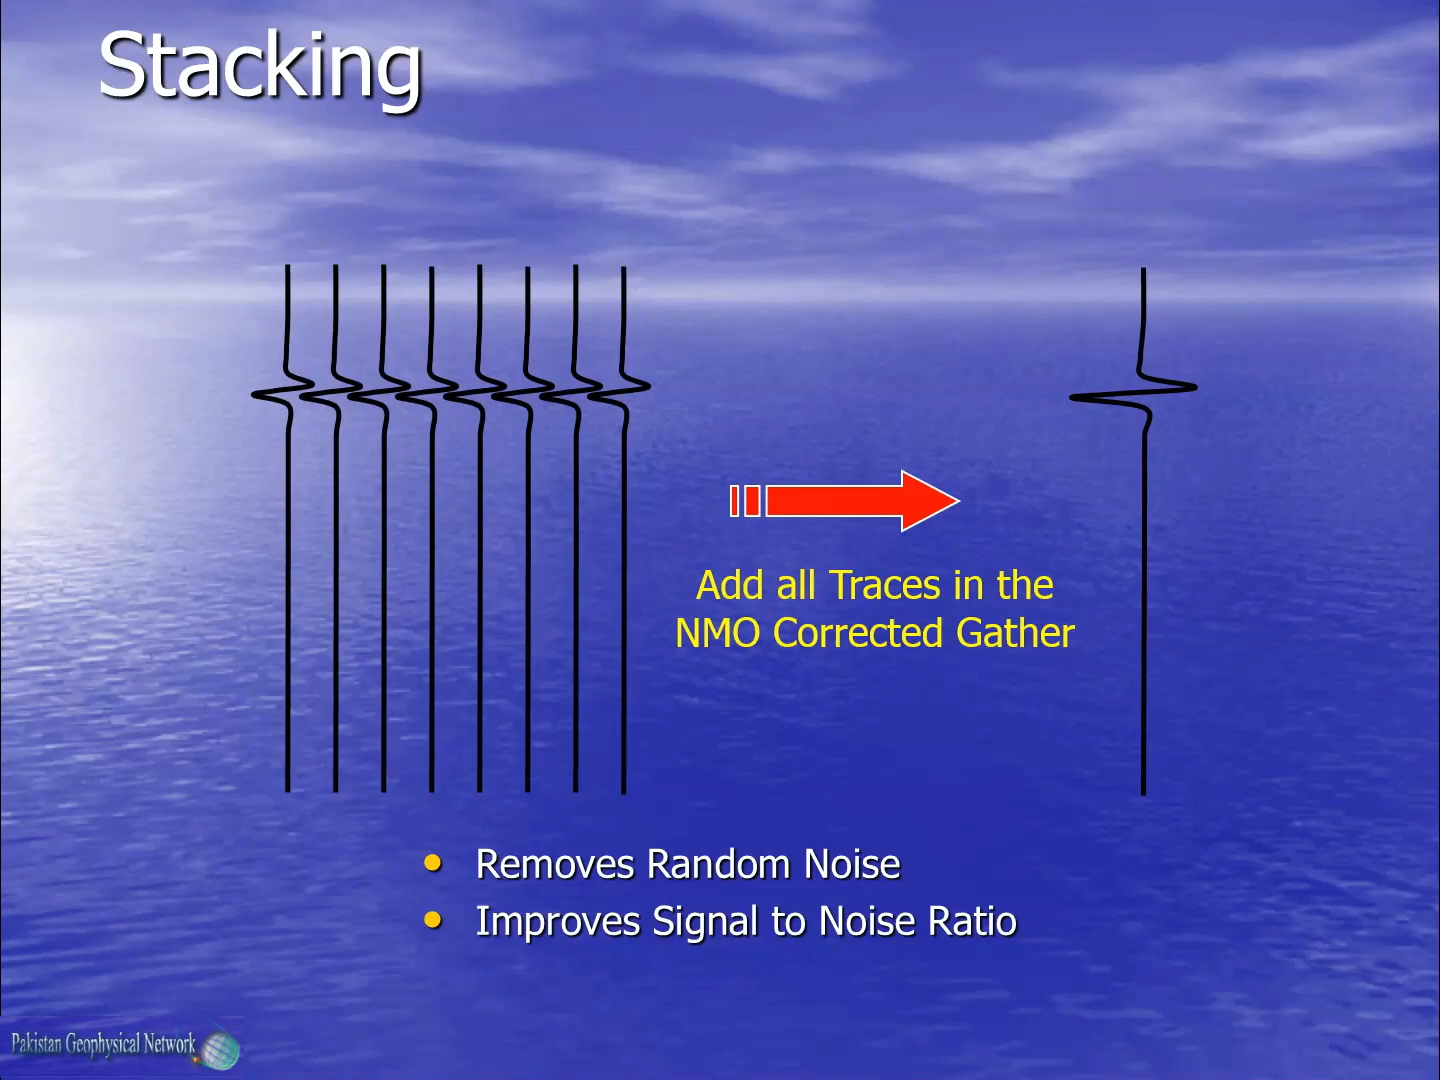 Stacking
Add all Traces in the
NMO Corrected Gather
• Removes Random Noise
• Improves Signal to Noise Ratio
Pakistan Geophysical Network